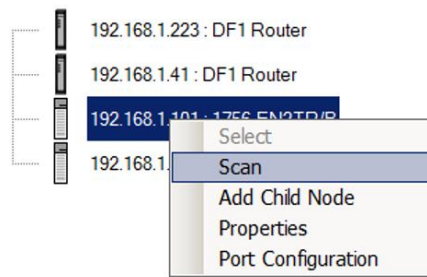 192.168.1.223 : DF1 Router
192.168.1.41 : DF1 Router
192.168.1.101 : 1756-EN2TR/B
Select
Scan
192.168.1.
Add Child Node
Properties
Port Configuration